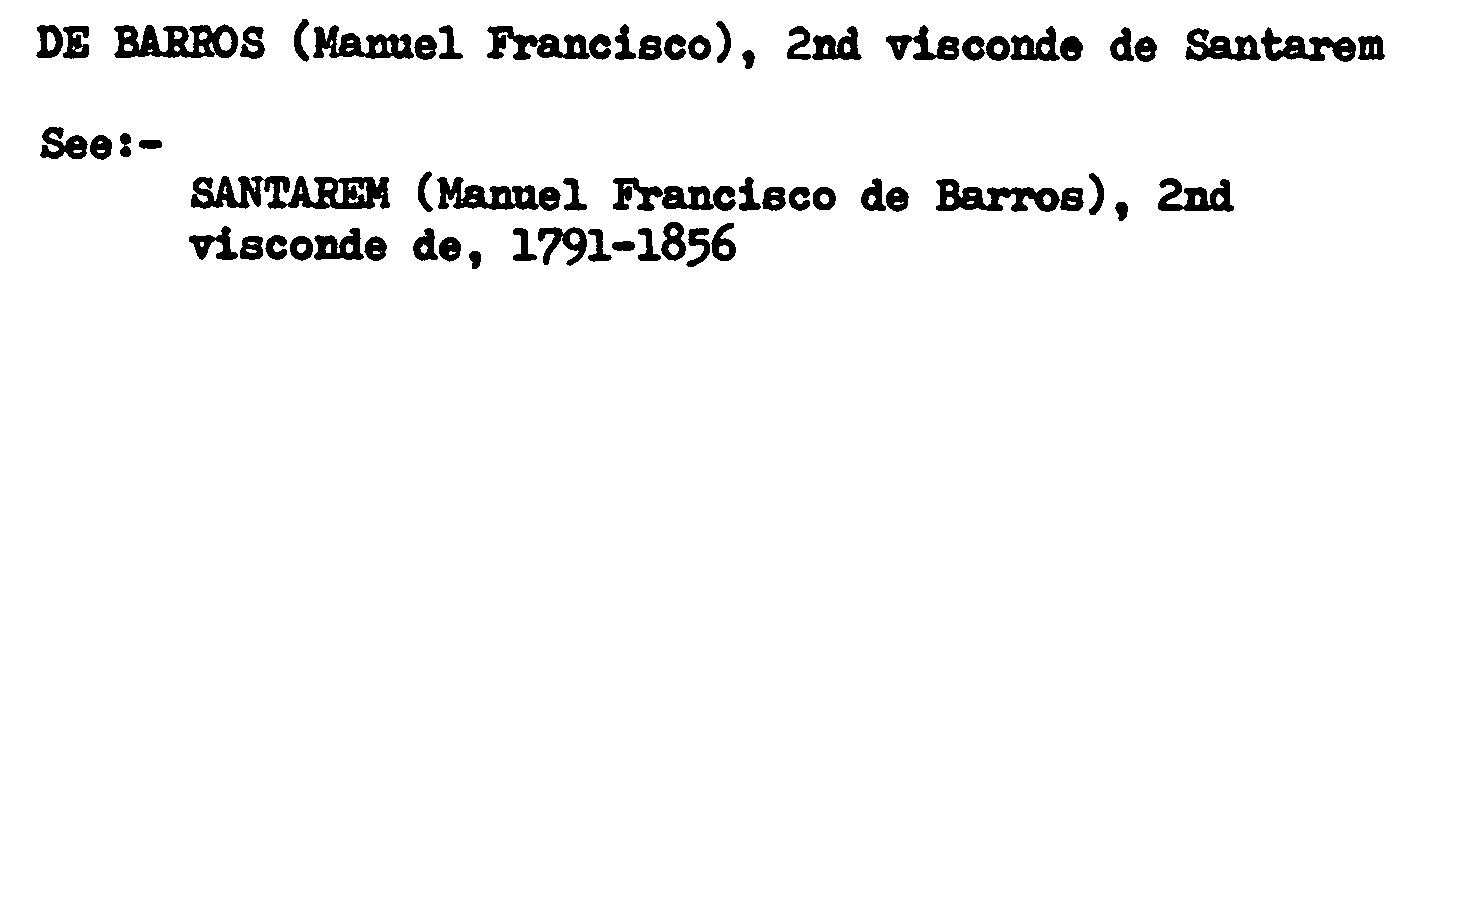 DE BARROS (Manuel Francisco), 2nd visconde de Santarem
See:-
SANTAREM (Manuel Francisco de Barros), 2nd
visconde de, 1791-1856